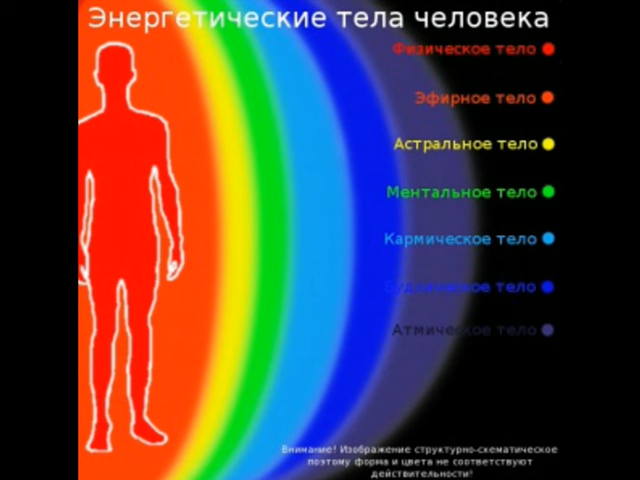 Энергетические тела человека
Физическое тело
Эфирное тело
Астральное тело
Ментальное тело
Кармическое тело
Буддхическое тело
Атмическое тело
Внимание! Изображение структурно-схематическое
поэтому форма и цвета не соответствуют
действительности!